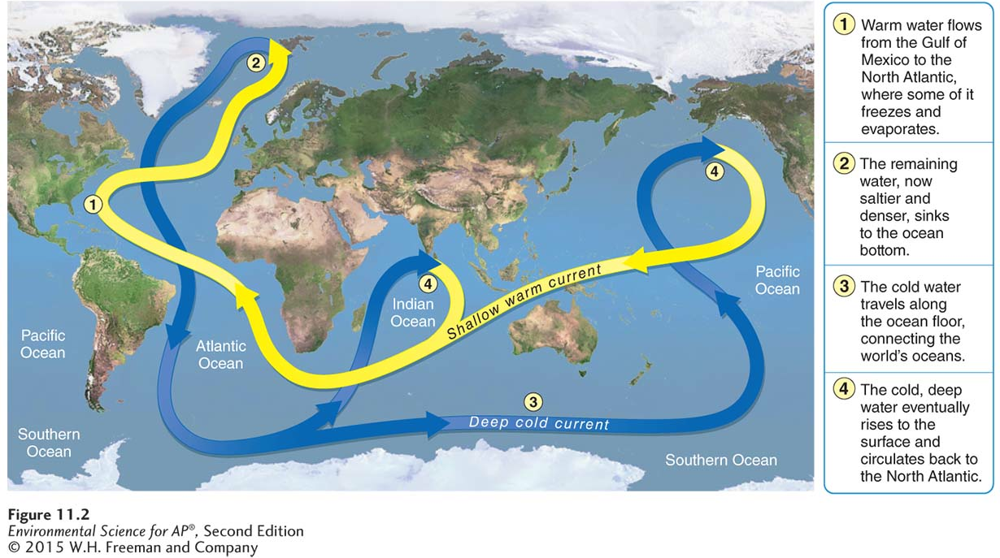 2
1
4
4
Indian
Ocean
Shallow warm current
Pacific
Ocean
Pacific
Ocean
Atlantic
Ocean
3
Deep cold current
Southern
Ocean
Southern Ocean
1 Warm water flows
from the Gulf of
Mexico to the
North Atlantic,
where some of it
freezes and
evaporates.
2 The remaining
water, now
saltier and
denser, sinks
to the ocean
bottom.
3 The cold water
travels along
the ocean floor,
connecting the
world's oceans.
4 The cold, deep
water eventually
rises to the
surface and
circulates back to
the North Atlantic.
Figure 11.2
Environmental Science for AP®, Second Edition
© 2015 W.H. Freeman and Company